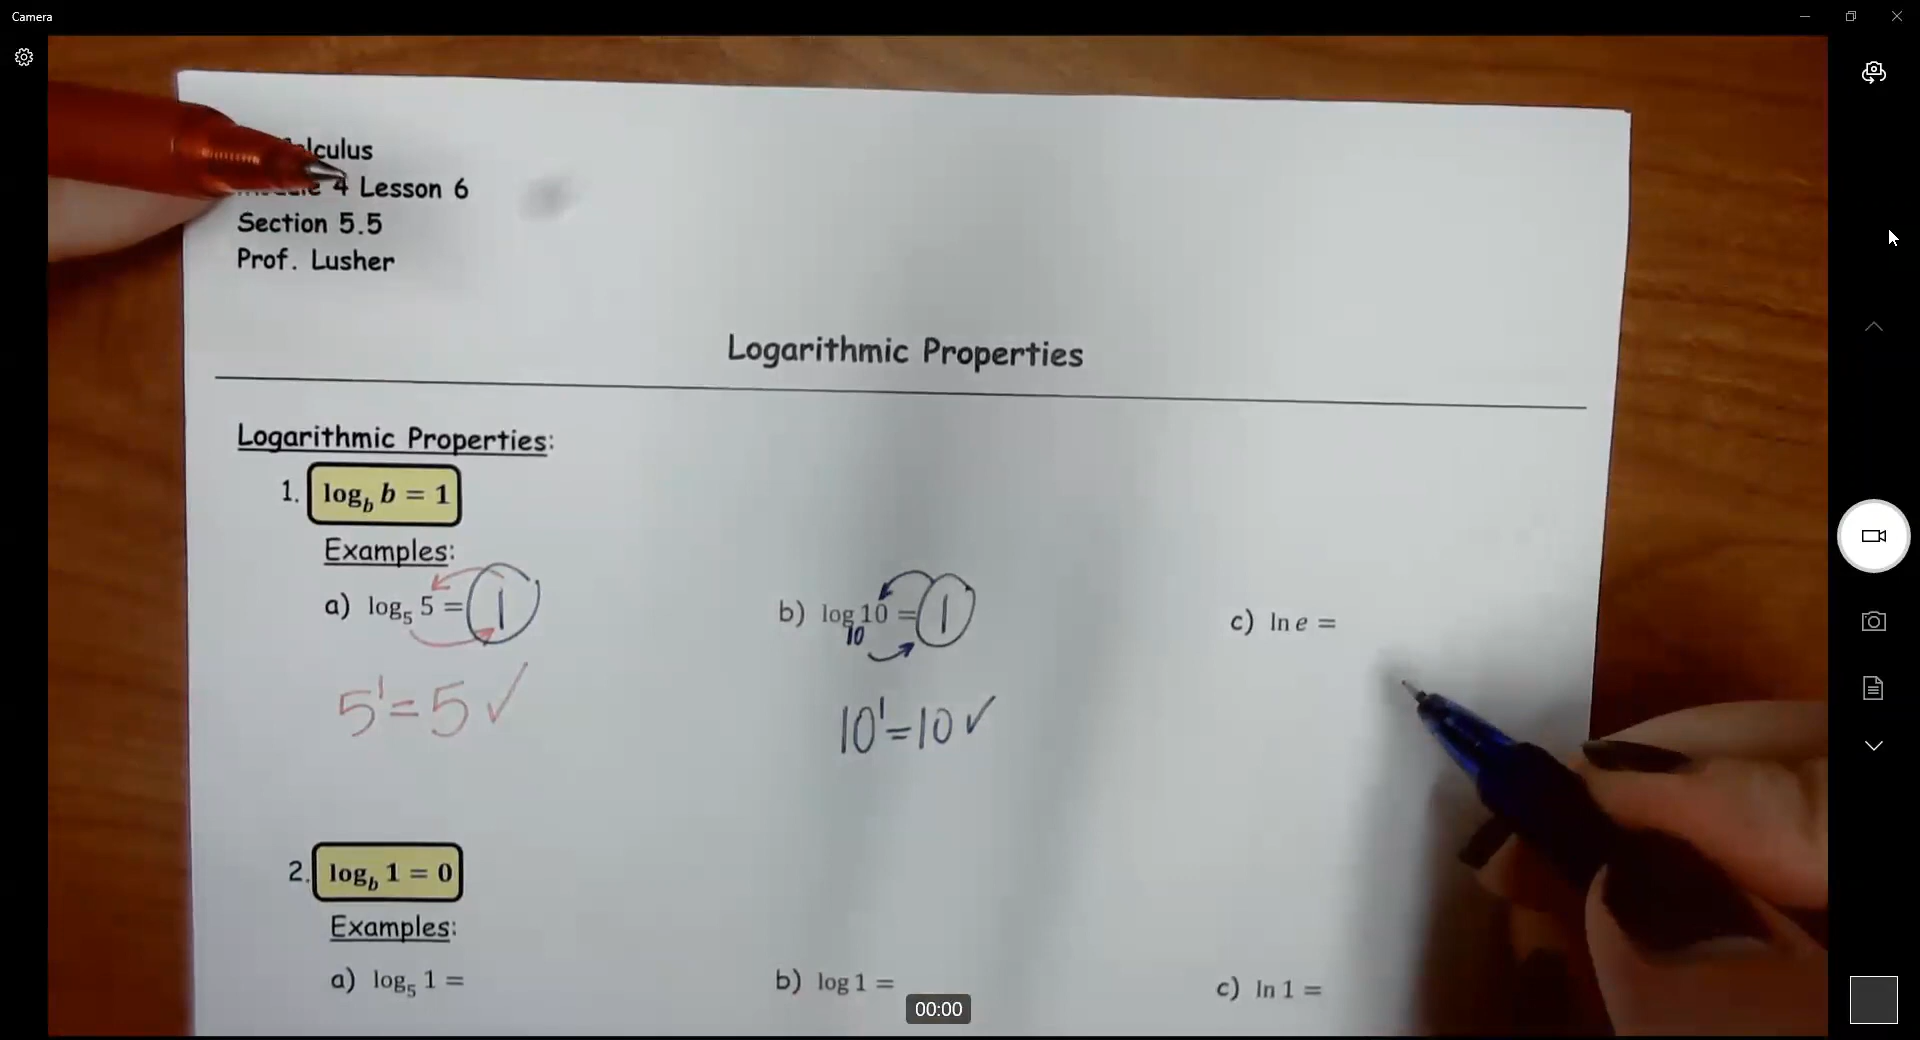 Camera
lculus
4 Lesson 6
Section 5.5
Prof. Lusher
Logarithmic Properties
Logarithmic Properties:
1. log_b b = 1
Examples:
a) log_5 5 = 1
b) log_10 10 = 1
c) ln e =
5^1 = 5 ✓
10^1 = 10 ✓
2. log_b 1 = 0
Examples:
a) log_5 1 =
b) log 1 =
c) ln 1 =
00:00